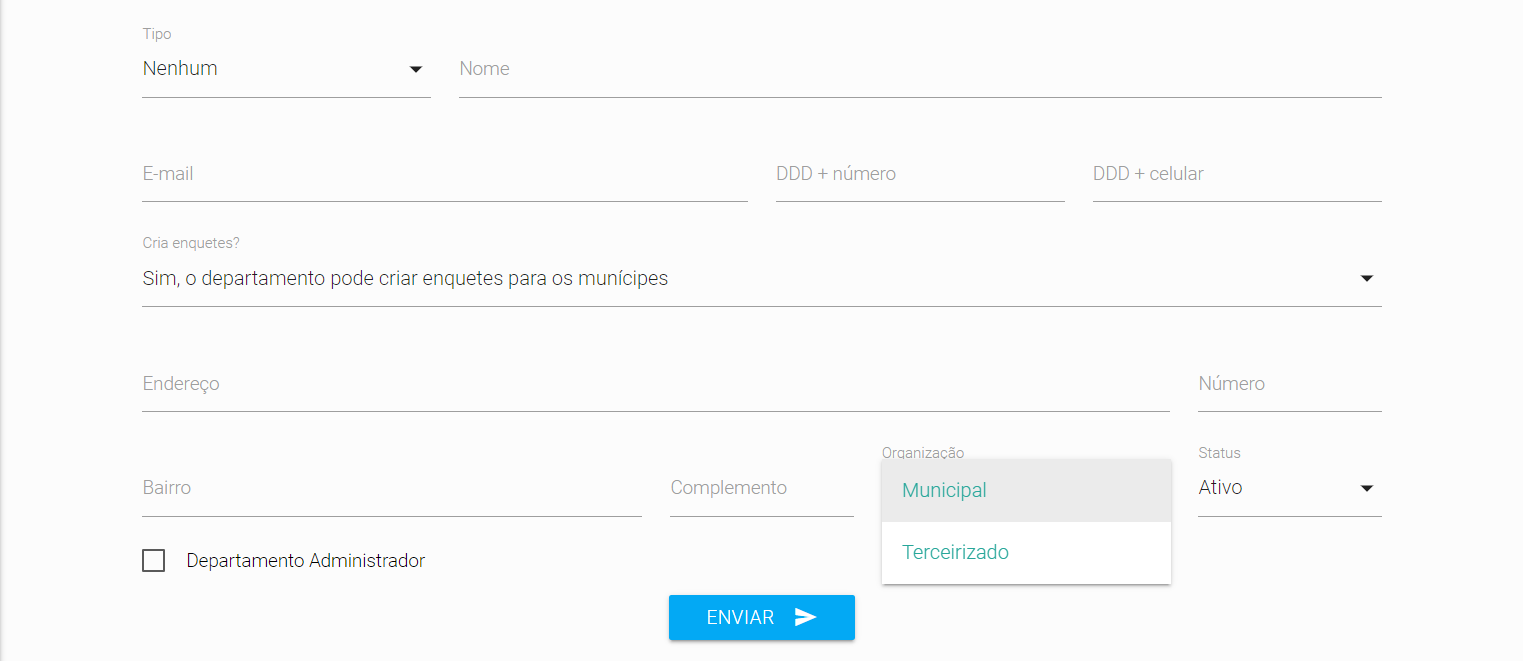 Tipo
Nenhum
Nome
E-mail
DDD + número
DDD + celular
Cria enquetes?
Sim, o departamento pode criar enquetes para os munícipes
Endereço
Número
Bairro
Complemento
Organização
Municipal
Terceirizado
Status
Ativo
Departamento Administrador
ENVIAR